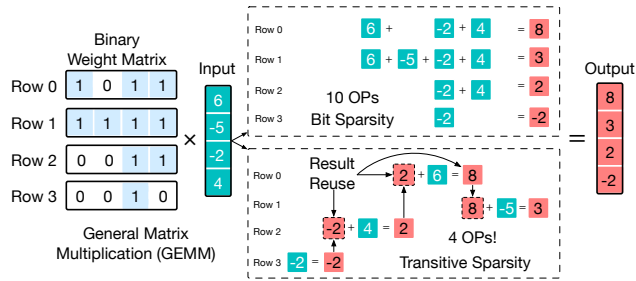 Binary
Weight Matrix
Row 0 1 0 1 1
Row 1 1 1 1 1
Row 2 0 0 1 1
Row 3 0 0 1 0
General Matrix
Multiplication (GEMM)
×
Input
6
-5
-2
4
Row 0 6 + -2 + 4 = 8
Row 1 6 + -5 + -2 + 4 = 3
Row 2 -2 + 4 = 2
Row 3 -2 = -2
10 OPs
Bit Sparsity
Result
Reuse
Row 0 2 + 6 = 8
Row 1 8 + -5 = 3
Row 2 -2 + 4 = 2
Row 3 -2 = -2
4 OPs!
Transitive Sparsity
=
Output
8
3
2
-2